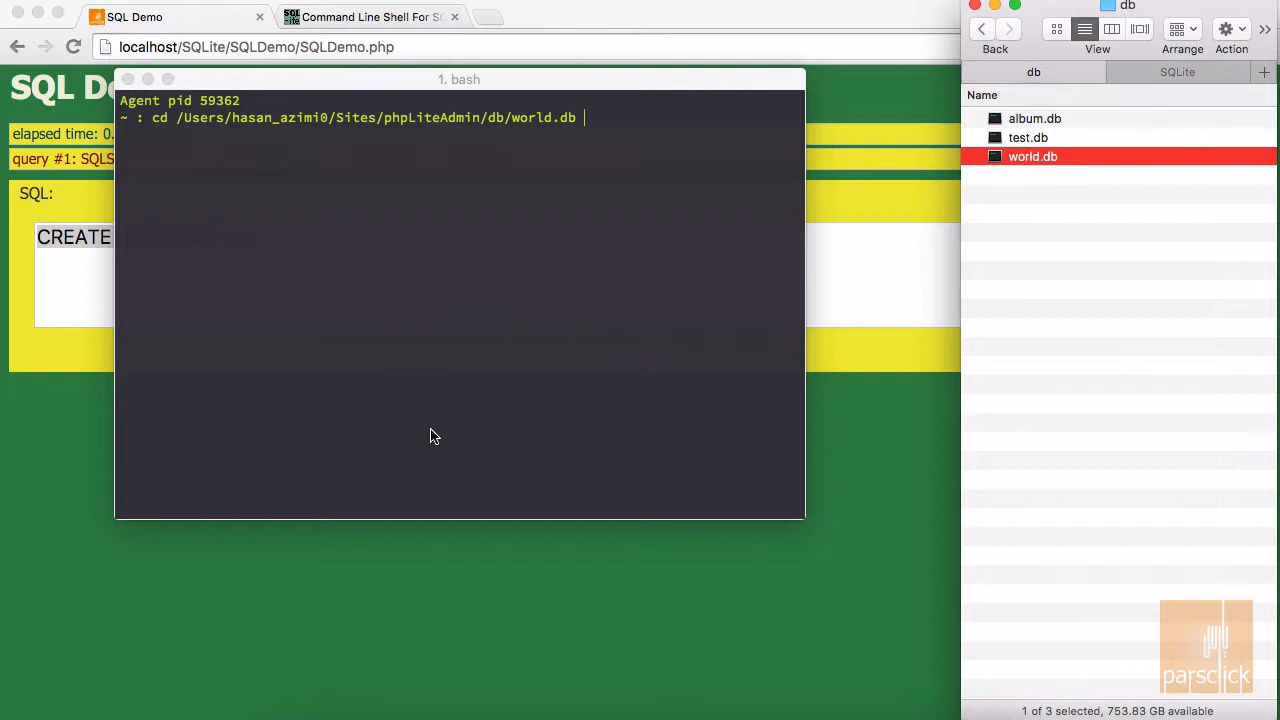 SQL Demo
Command Line Shell For SQ
localhost/SQLite/SQLDemo/SQLDemo.php
SQL De
elapsed time: 0.
query #1: SQLS
SQL:
CREATE
1. bash
Agent pid 59362
~ : cd /Users/hasan_azimi0/Sites/phpLiteAdmin/db/world.db
db
Back
View
Arrange
Action
db
SQLite
Name
album.db
test.db
world.db
1 of 3 selected, 753.83 GB available
parsclick